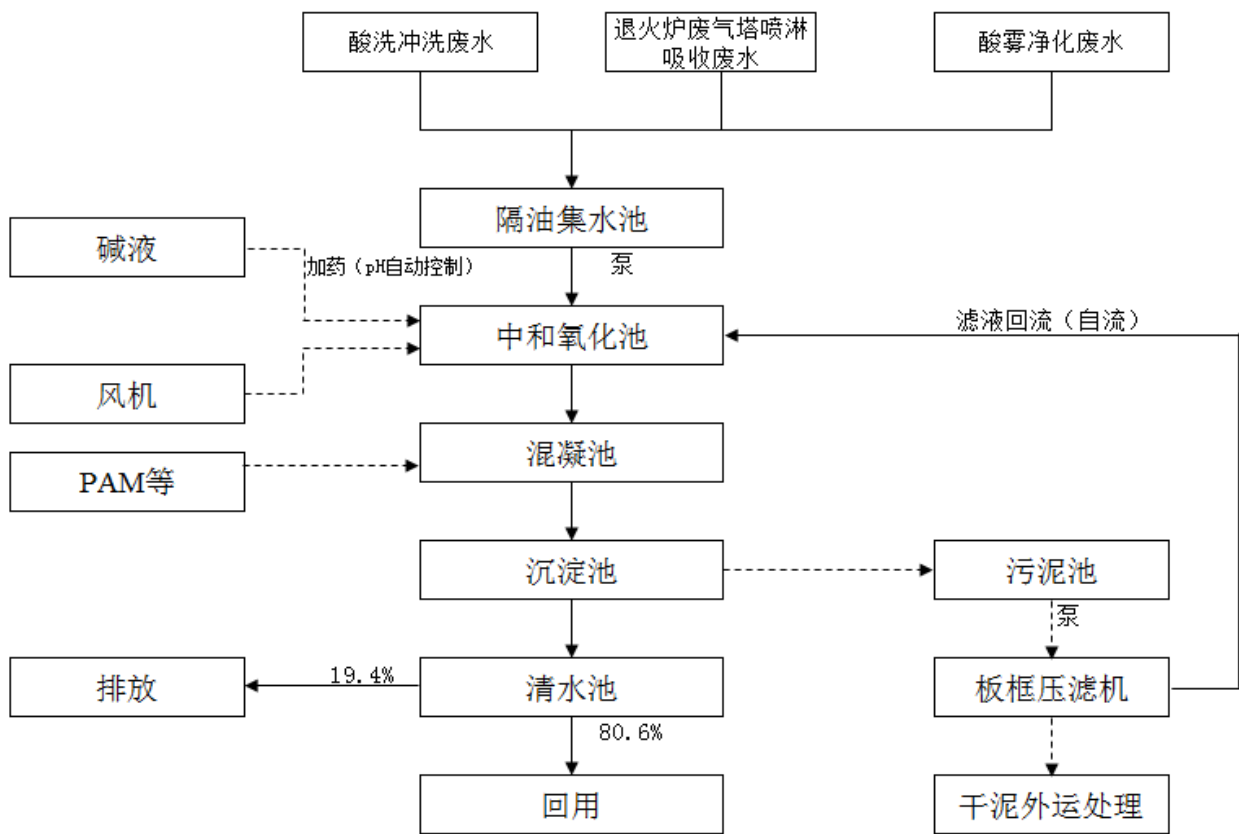 酸洗冲洗废水
退火炉废气塔喷淋
吸收废水
酸雾净化废水
隔油集水池
碱液
泵
加药（pH自动控制）
滤液回流（自流）
中和氧化池
风机
混凝池
PAM等
沉淀池
污泥池
泵
排放
19.4%
清水池
板框压滤机
80.6%
回用
干泥外运处理